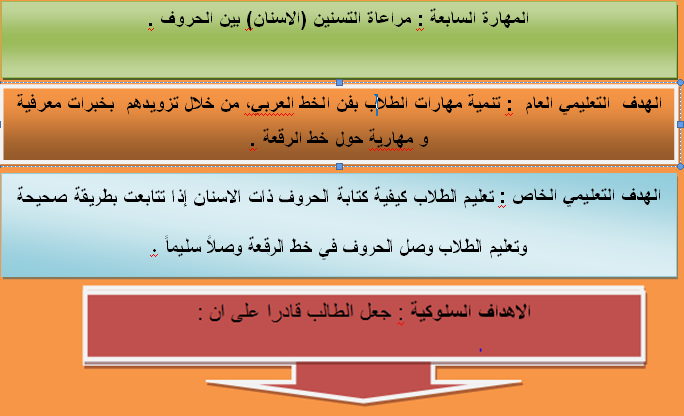 المهارة السابعة : مراعاة التسنين (الاسنان) بين الحروف .
الهدف التعليمي العام : تنمية مهارات الطلاب بفن الخط العربي، من خلال تزويدهم بخبرات معرفية
و مهارية حول خط الرقعة .
الهدف التعليمي الخاص : تعليم الطلاب كيفية كتابة الحروف ذات الاسنان إذا تتابعت بطريقة صحيحة
وتعليم الطلاب وصل الحروف في خط الرقعة وصلاً سليماً .
الاهداف السلوكية : جعل الطالب قادرا على ان :
.